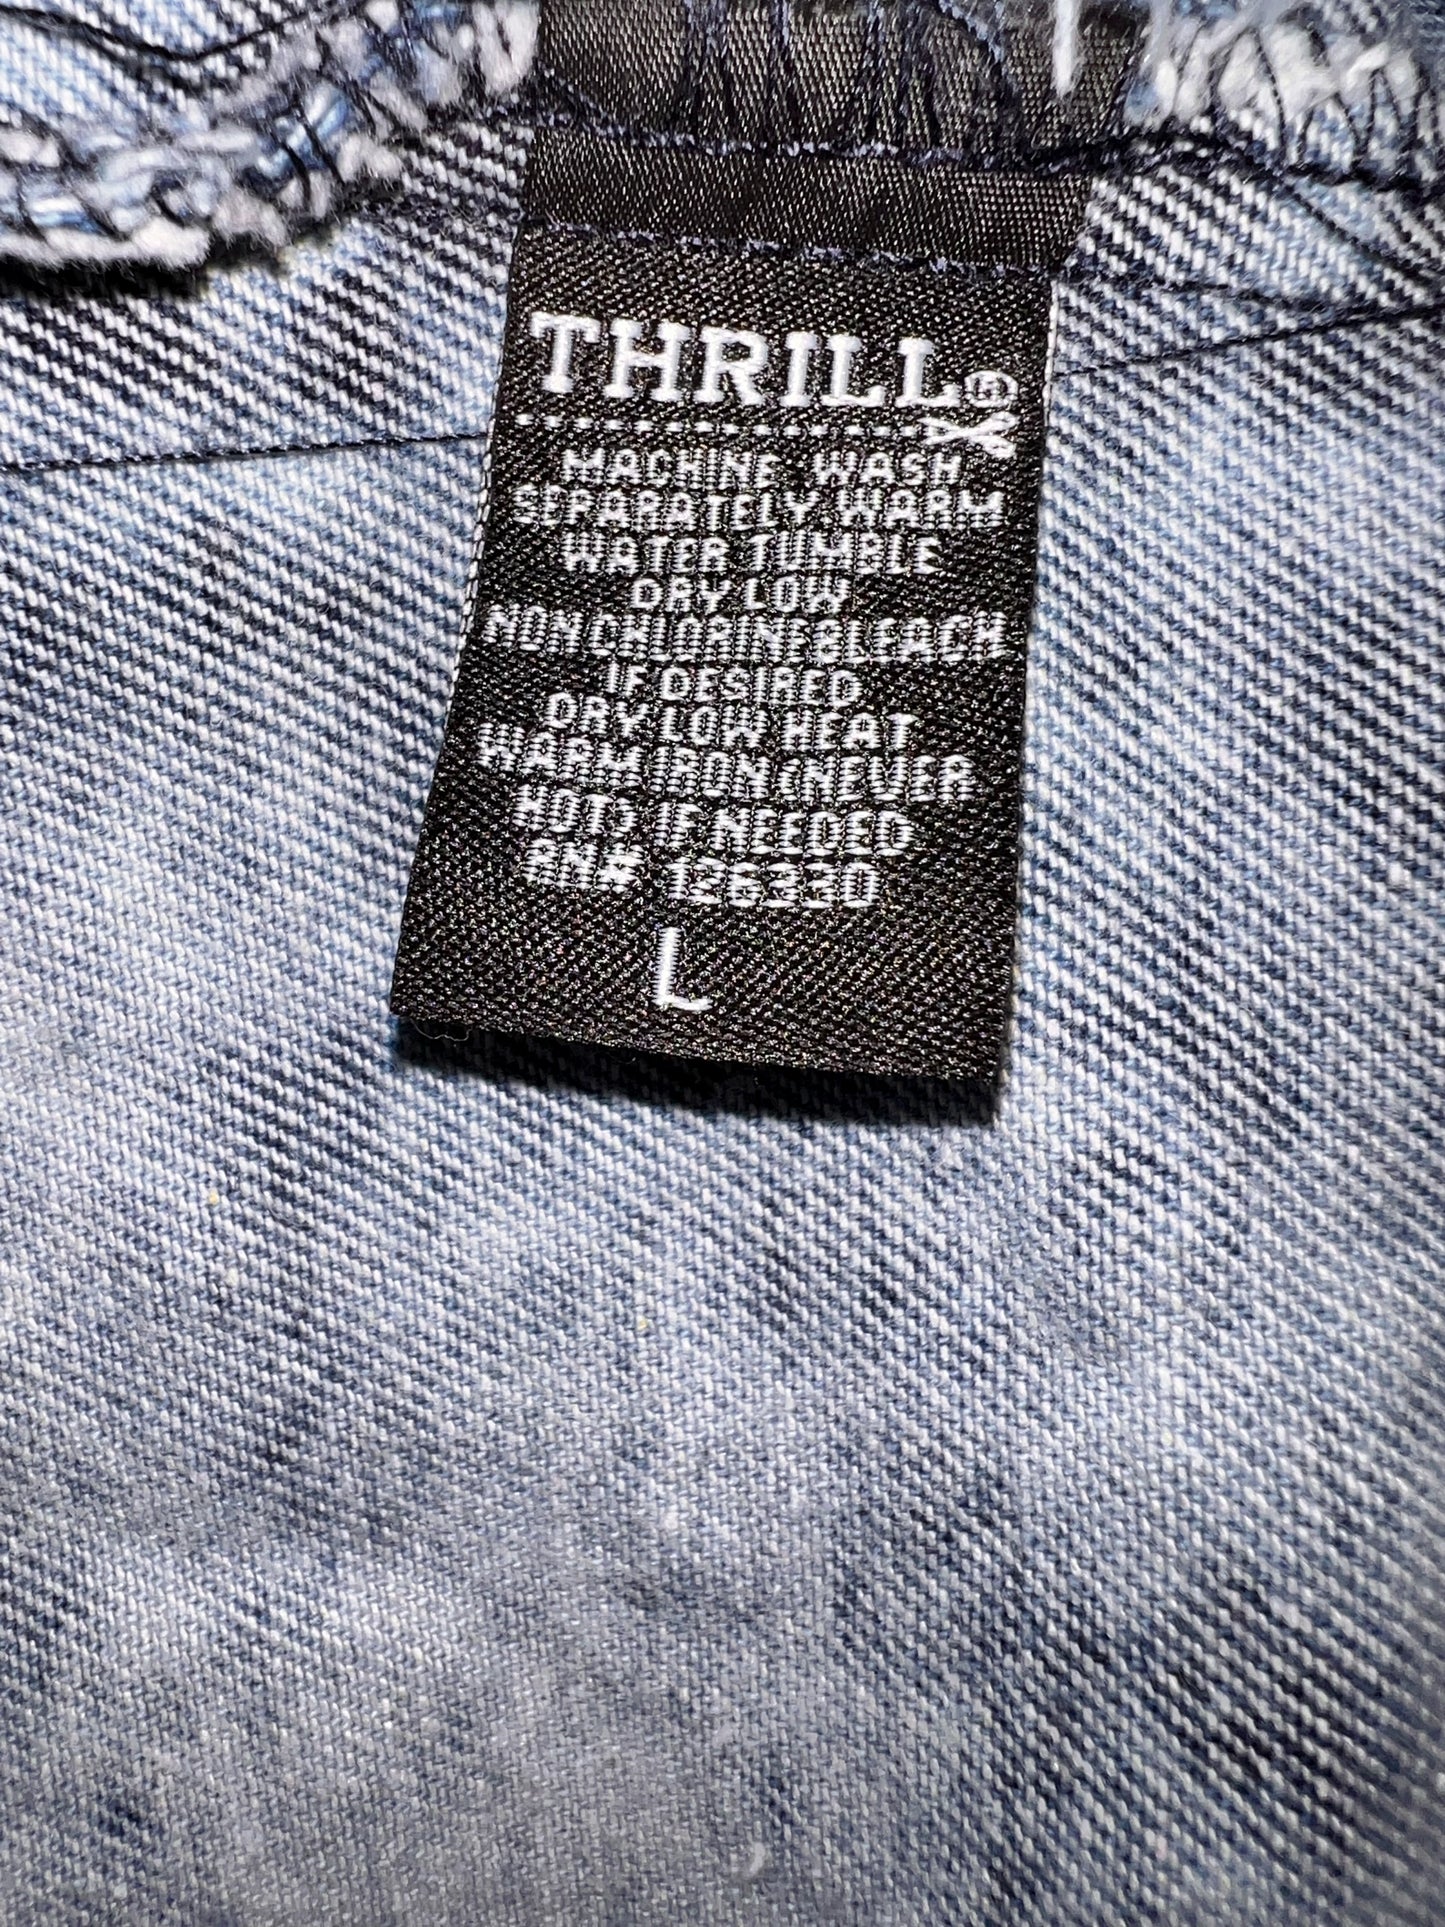 THRILL®
MACHINE WASH
SEPARATELY WARM
WATER TUMBLE
DRY LOW
NON CHLORINE BLEACH
IF DESIRED
DRY LOW HEAT
WARM IRON (NEVER
HOT) IF NEEDED
RN# 126330
L